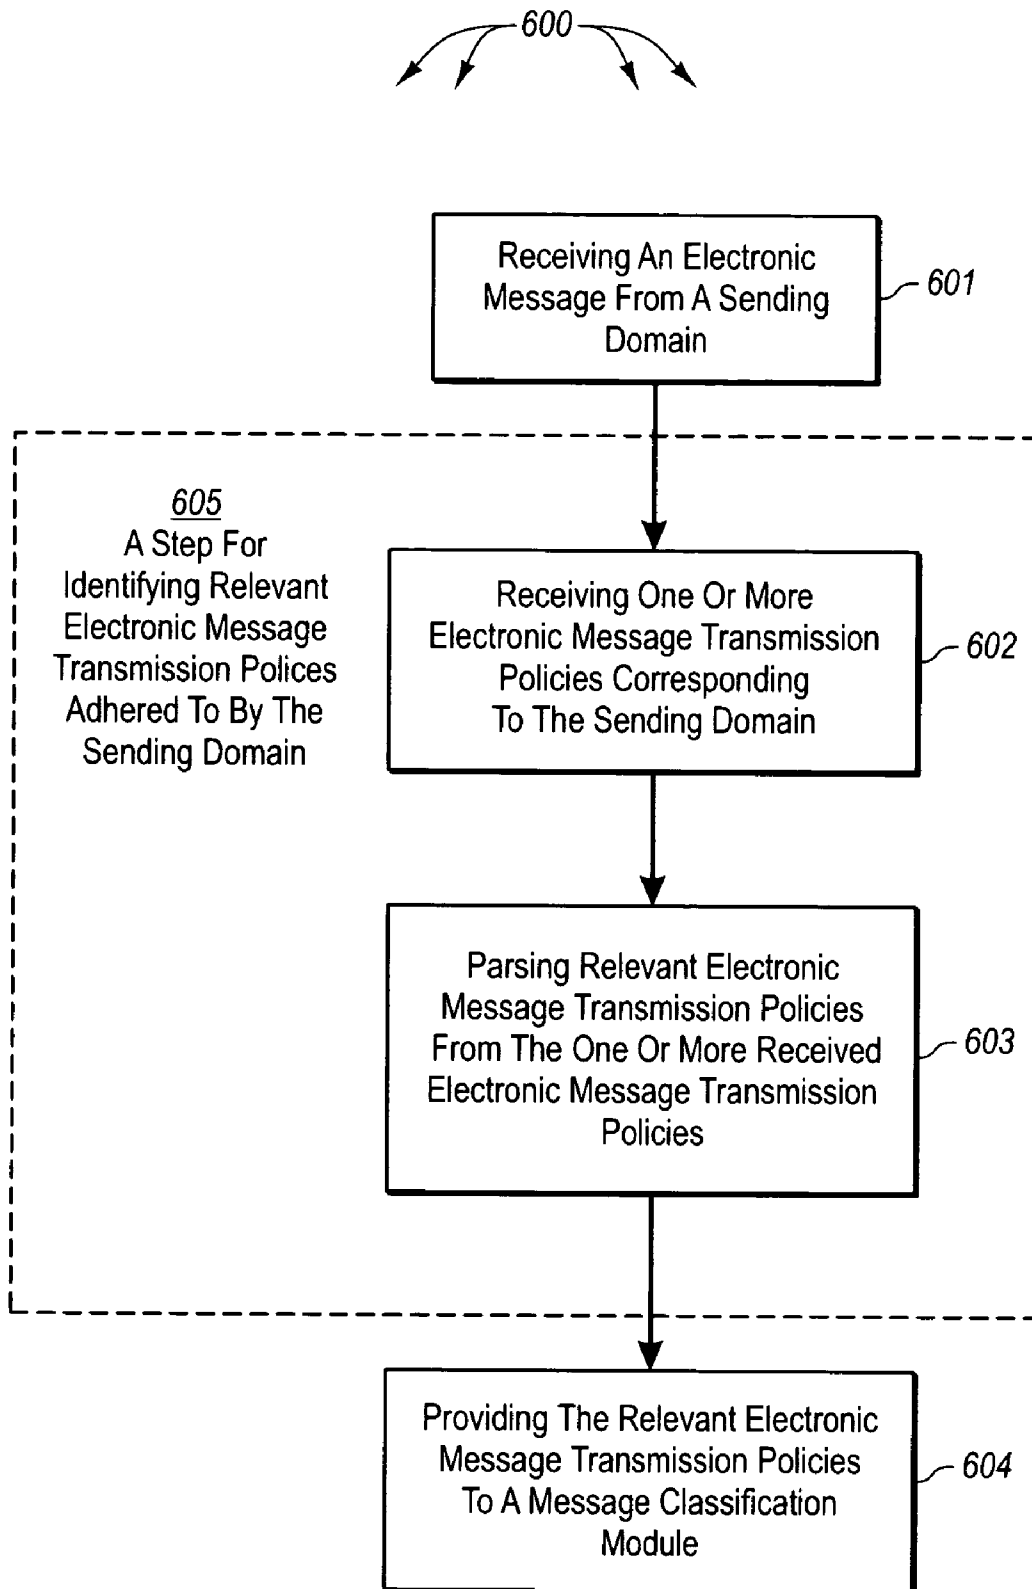 600
Receiving An Electronic
Message From A Sending
Domain
601
605
A Step For
Identifying Relevant
Electronic Message
Transmission Polices
Adhered To By The
Sending Domain
Receiving One Or More
Electronic Message Transmission
Policies Corresponding
To The Sending Domain
602
Parsing Relevant Electronic
Message Transmission Policies
From The One Or More Received
Electronic Message Transmission
Policies
603
Providing The Relevant Electronic
Message Transmission Policies
To A Message Classification
Module
604